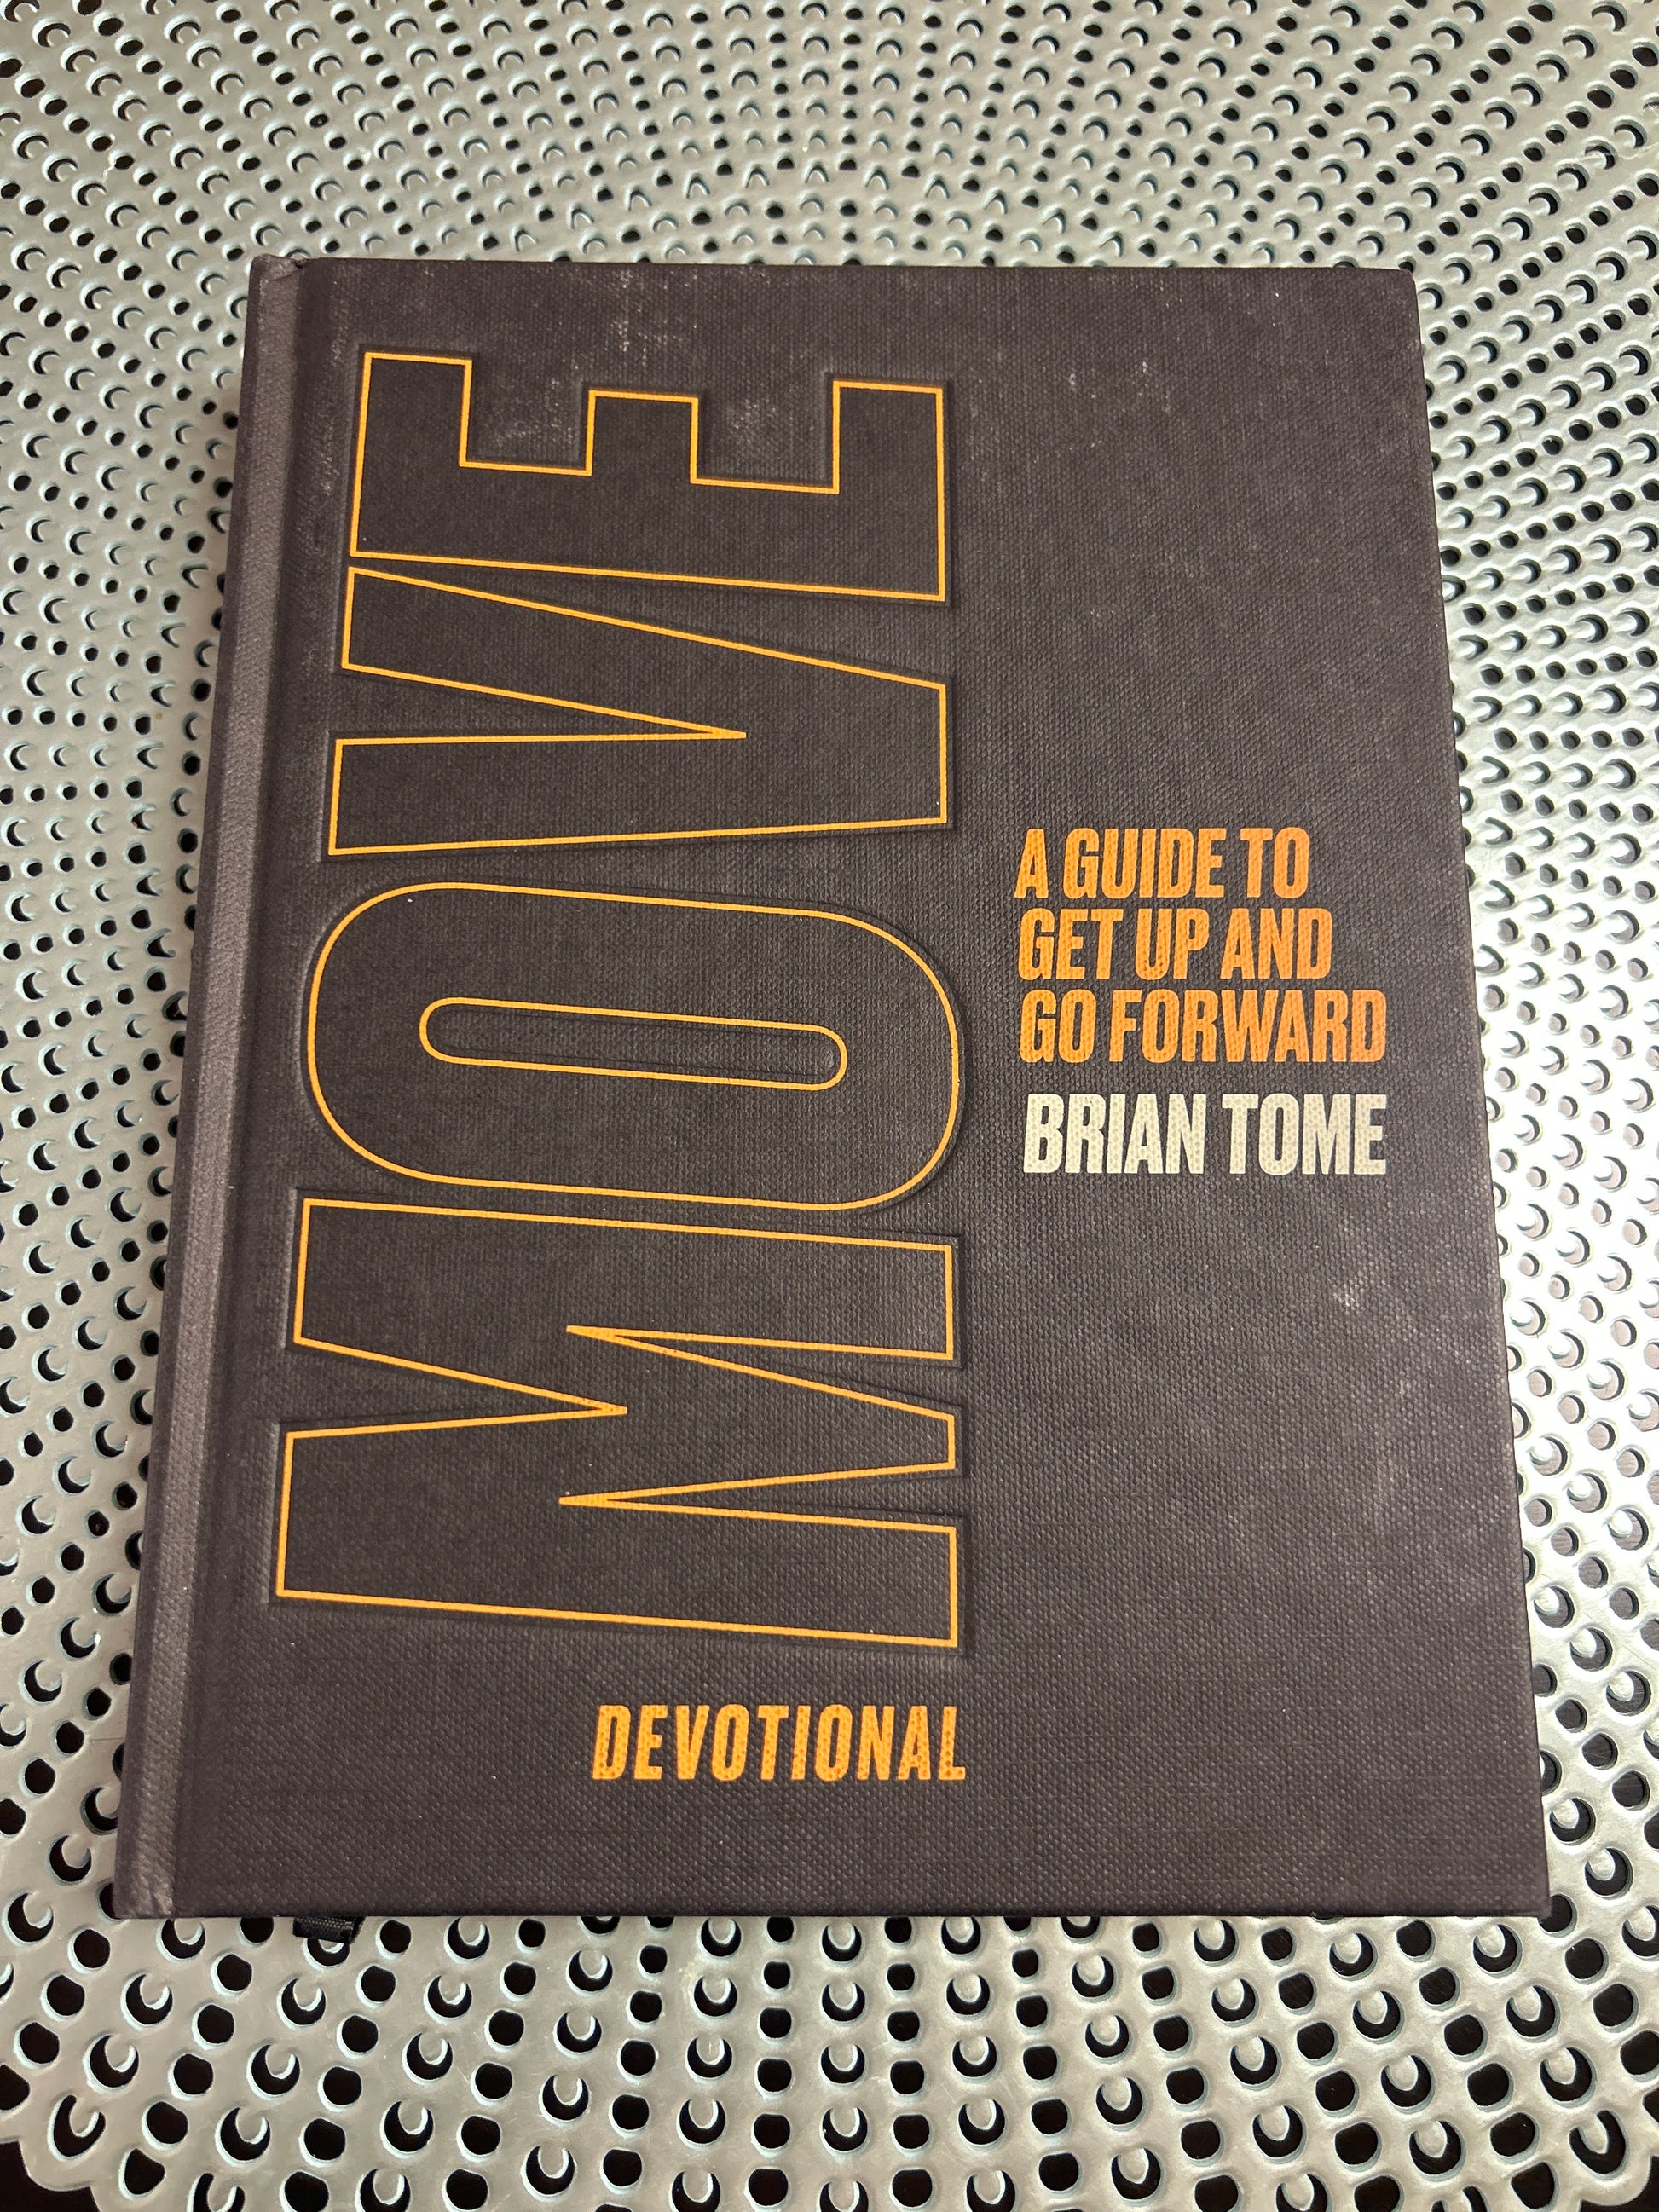 MOVE
A GUIDE TO
GET UP AND
GO FORWARD
BRIAN TOME
DEVOTIONAL